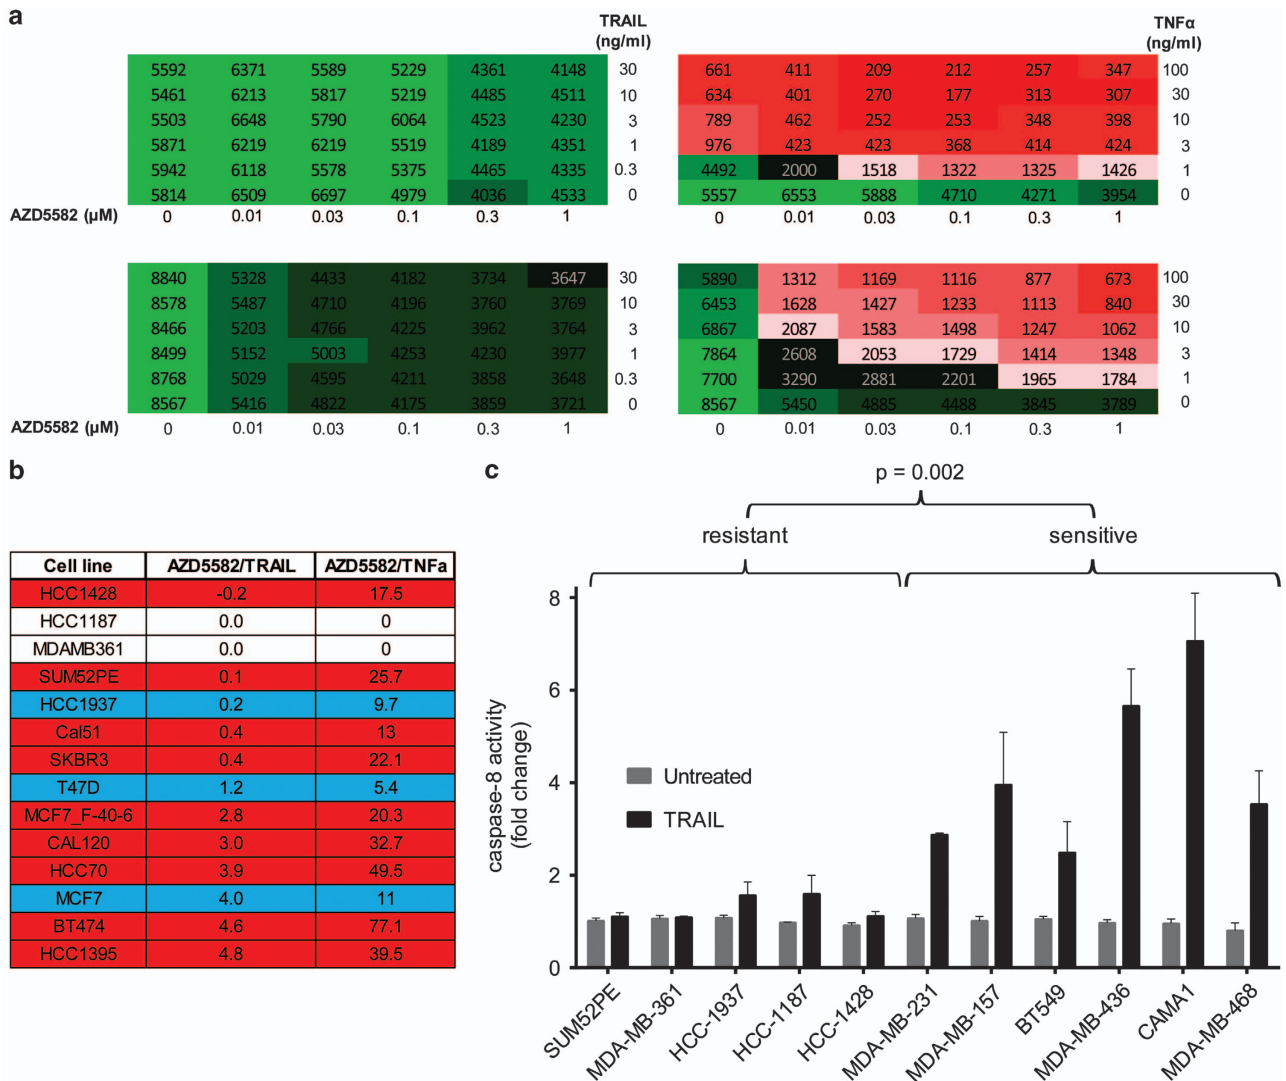 a
TRAIL
(ng/ml)
5592 6371 5589 5229 4361 4148 30
5461 6213 5817 5219 4485 4511 10
5503 6648 5790 6064 4523 4230 3
5871 6219 6219 5519 4189 4351 1
5942 6118 5578 5375 4465 4335 0.3
5814 6509 6697 4979 4036 4533 0
AZD5582 (µM) 0 0.01 0.03 0.1 0.3 1
TNFα
(ng/ml)
661 411 209 212 257 347 100
634 401 270 177 313 307 30
789 462 252 253 348 398 10
976 423 423 368 414 424 3
4492 2000 1518 1322 1325 1426 1
5557 6553 5888 4710 4271 3954 0
0 0.01 0.03 0.1 0.3 1
8840 5328 4433 4182 3734 3647 30
8578 5487 4710 4196 3760 3769 10
8466 5203 4766 4225 3962 3764 3
8499 5152 5003 4253 4230 3977 1
8768 5029 4595 4211 3858 3648 0.3
8567 5416 4822 4175 3859 3721 0
AZD5582 (µM) 0 0.01 0.03 0.1 0.3 1
5890 1312 1169 1116 877 673 100
6453 1628 1427 1233 1113 840 30
6867 2087 1583 1498 1247 1062 10
7864 2608 2053 1729 1414 1348 3
7700 3290 2881 2201 1965 1784 1
8567 5450 4885 4488 3845 3789 0
0 0.01 0.03 0.1 0.3 1
b
Cell line AZD5582/TRAIL AZD5582/TNFa
HCC1428 -0.2 17.5
HCC1187 0.0 0
MDAMB361 0.0 0
SUM52PE 0.1 25.7
HCC1937 0.2 9.7
Cal51 0.4 13
SKBR3 0.4 22.1
T47D 1.2 5.4
MCF7_F-40-6 2.8 20.3
CAL120 3.0 32.7
HCC70 3.9 49.5
MCF7 4.0 11
BT474 4.6 77.1
HCC1395 4.8 39.5
c
p = 0.002
resistant sensitive
caspase-8 activity
(fold change)
8
6
4
2
0
Untreated
TRAIL
SUM52PE
MDA-MB-361
HCC-1937
HCC-1187
HCC-1428
MDA-MB-231
MDA-MB-157
BT549
MDA-MB-436
CAMA1
MDA-MB-468